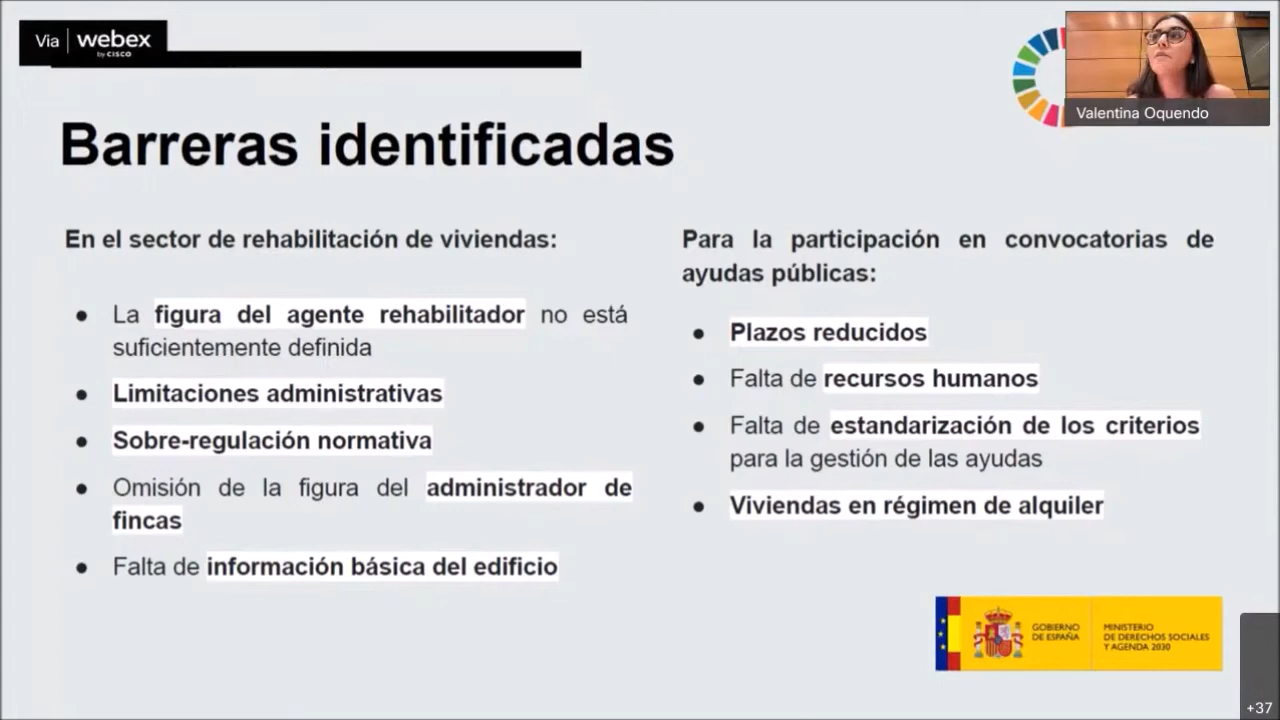 Via webex
by CISCO
Valentina Oquendo
Barreras identificadas
En el sector de rehabilitación de viviendas:
● La figura del agente rehabilitador no está
suficientemente definida
● Limitaciones administrativas
● Sobre-regulación normativa
● Omisión de la figura del administrador de
fincas
● Falta de información básica del edificio
Para la participación en convocatorias de
ayudas públicas:
● Plazos reducidos
● Falta de recursos humanos
● Falta de estandarización de los criterios
para la gestión de las ayudas
● Viviendas en régimen de alquiler
GOBIERNO
DE ESPAÑA
MINISTERIO
DE DERECHOS SOCIALES
Y AGENDA 2030
+37